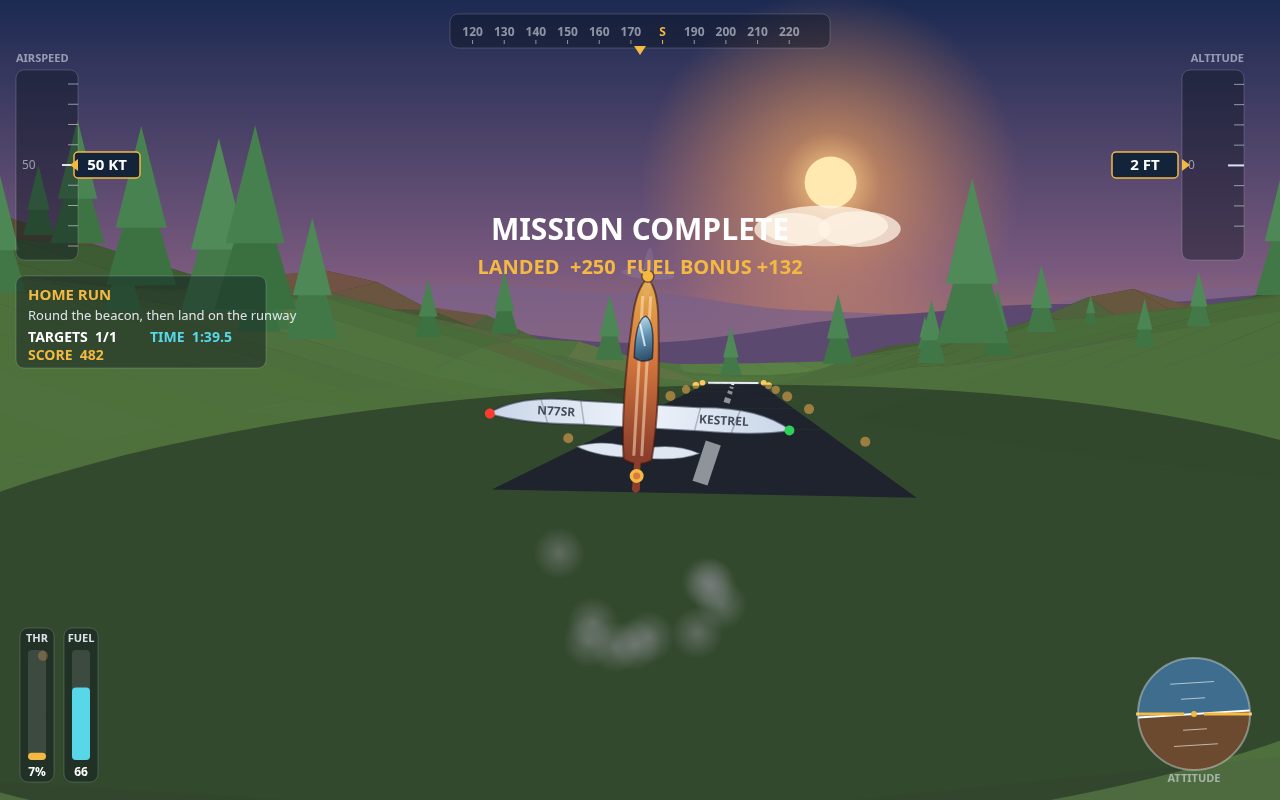 120 130 140 150 160 170 S 190 200 210 220
AIRSPEED
ALTITUDE
50
50 KT
2 FT
0
MISSION COMPLETE
LANDED +250 FUEL BONUS +132
HOME RUN
Round the beacon, then land on the runway
TARGETS 1/1 TIME 1:39.5
SCORE 482
N77SR
KESTREL
THR
FUEL
7%
66
ATTITUDE